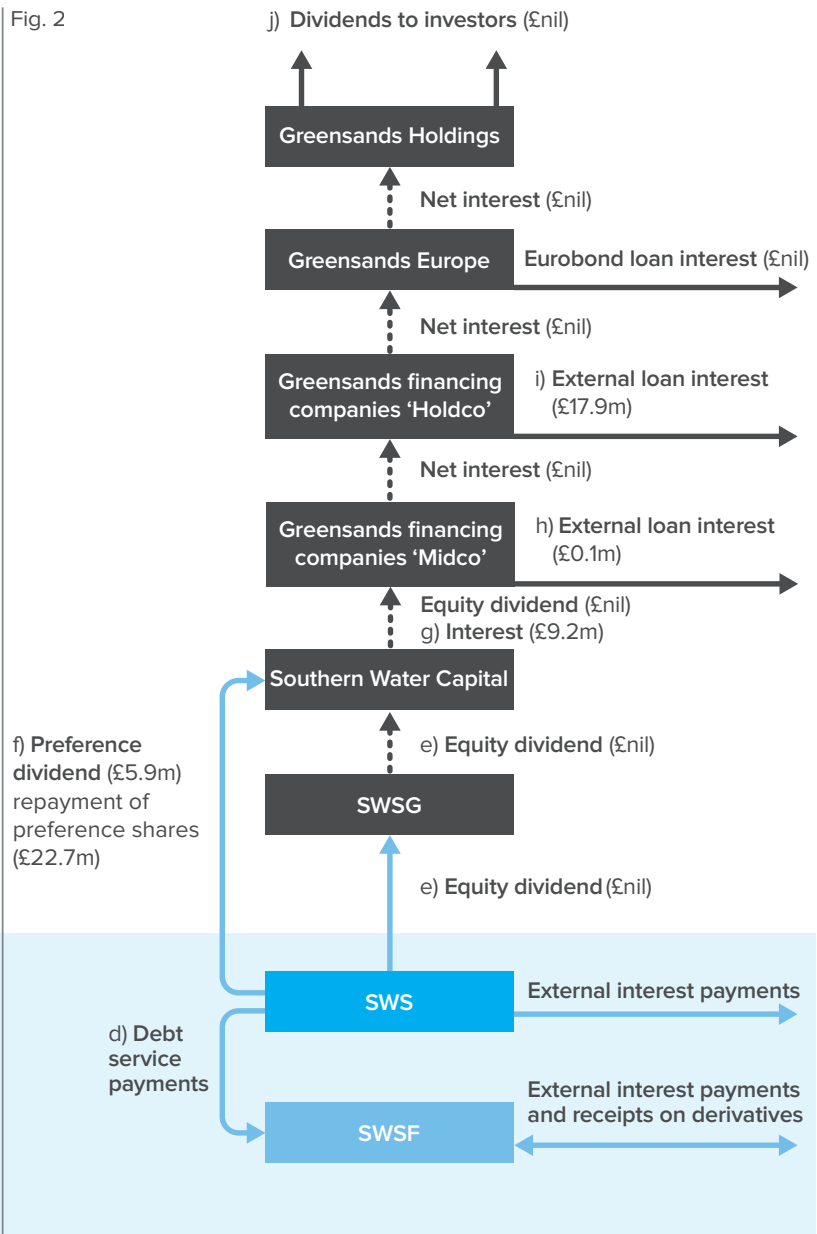 Fig. 2
j) Dividends to investors (£nil)
Greensands Holdings
Net interest (£nil)
Greensands Europe
Eurobond loan interest (£nil)
Net interest (£nil)
Greensands financing
companies ‘Holdco’
i) External loan interest
(£17.9m)
Net interest (£nil)
Greensands financing
companies ‘Midco’
h) External loan interest
(£0.1m)
Equity dividend (£nil)
g) Interest (£9.2m)
Southern Water Capital
f) Preference
dividend (£5.9m)
repayment of
preference shares
(£22.7m)
e) Equity dividend (£nil)
SWSG
e) Equity dividend (£nil)
SWS
External interest payments
d) Debt
service
payments
SWSF
External interest payments
and receipts on derivatives